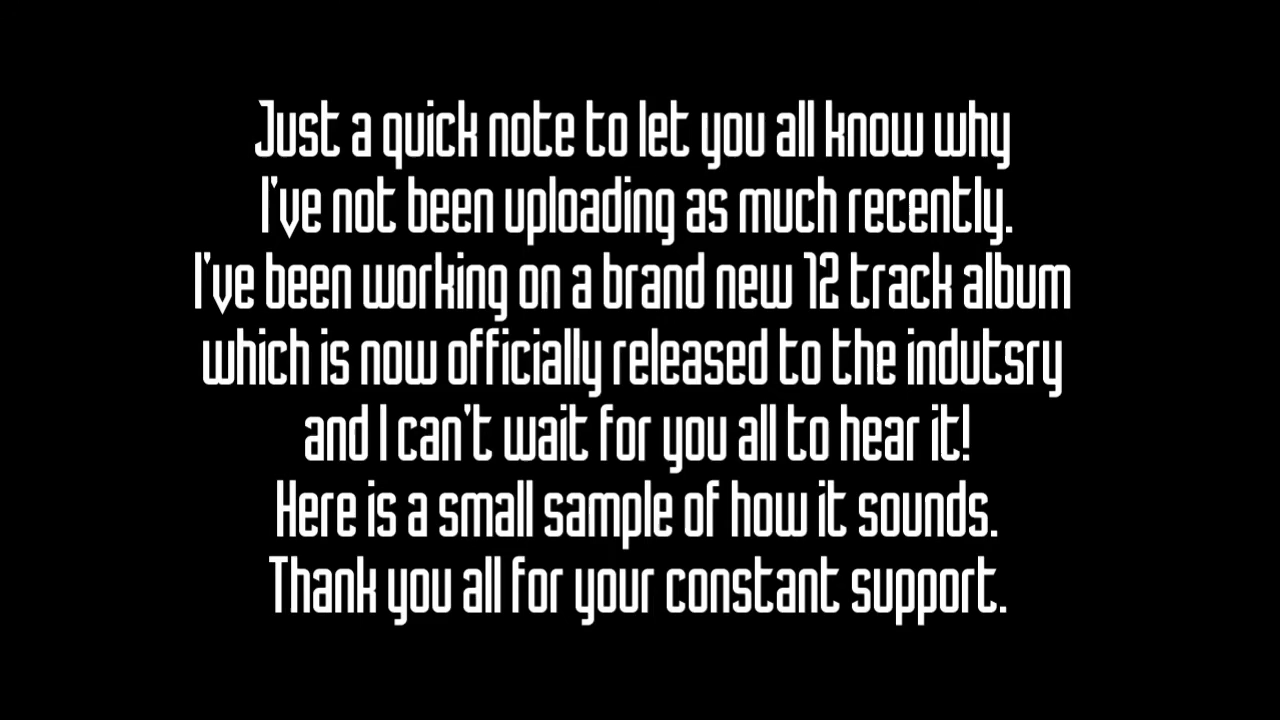 Just a quick note to let you all know why
I've not been uploading as much recently.
I've been working on a brand new 12 track album
which is now officially released to the indutsry
and I can't wait for you all to hear it!
Here is a small sample of how it sounds.
Thank you all for your constant support.